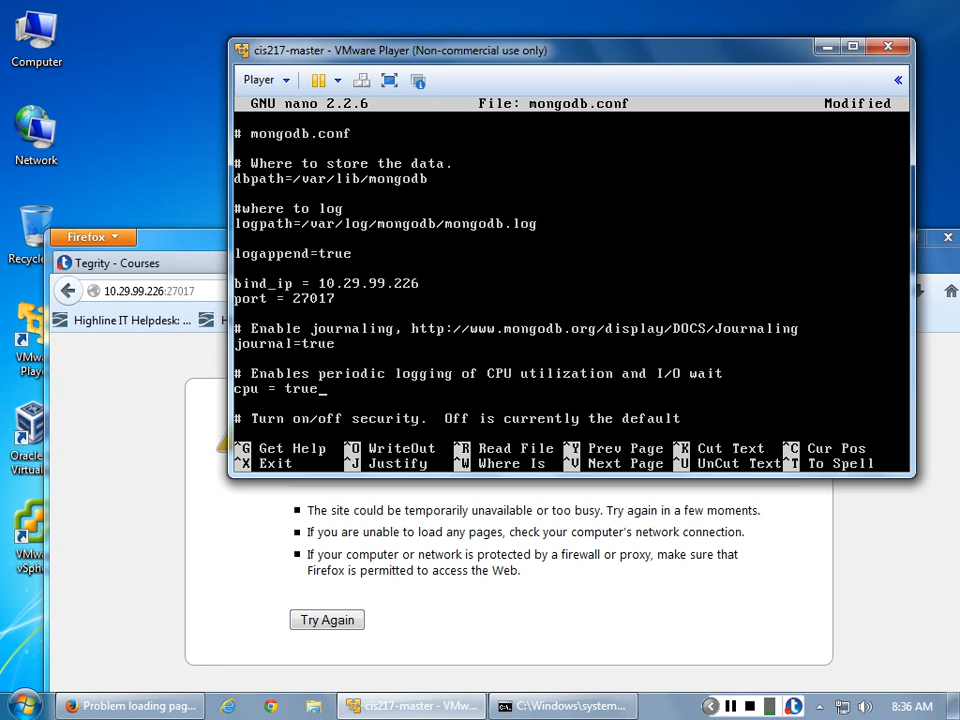 Computer
Network
Recycle
VMw
Play
Oracle
Virtual
VMw
vSph
cis217-master - VMware Player (Non-commercial use only)
Player
GNU nano 2.2.6 File: mongodb.conf Modified
# mongodb.conf
# Where to store the data.
dbpath=/var/lib/mongodb
#where to log
logpath=/var/log/mongodb/mongodb.log
logappend=true
bind_ip = 10.29.99.226
port = 27017
# Enable journaling, http://www.mongodb.org/display/DOCS/Journaling
journal=true
# Enables periodic logging of CPU utilization and I/O wait
cpu = true_
# Turn on/off security.  Off is currently the default
^G Get Help ^O WriteOut ^R Read File ^Y Prev Page ^K Cut Text ^C Cur Pos
^X Exit ^J Justify ^W Where Is ^V Next Page ^U UnCut Text ^T To Spell
Firefox
Tegrity - Courses
10.29.99.226:27017
Highline IT Helpdesk: ... H
The site could be temporarily unavailable or too busy. Try again in a few moments.
If you are unable to load any pages, check your computer's network connection.
If your computer or network is protected by a firewall or proxy, make sure that
Firefox is permitted to access the Web.
Try Again
Problem loading pag...
cis217-master - VMw...
C:\Windows\system...
8:36 AM